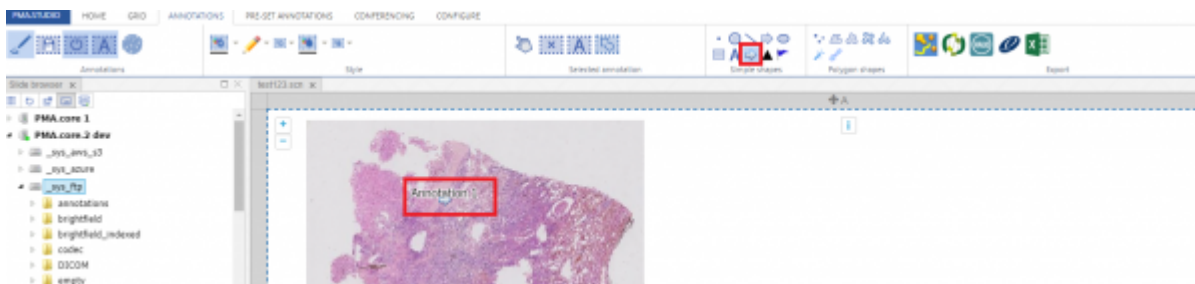 PMA.STUDIO HOME GRID ANNOTATIONS PRE-SET ANNOTATIONS CONFERENCING CONFIGURE
Annotations Style Selected annotation Simple shapes Polygon shapes Export
Slide browser test123.scn
A
PMA.core 1
PMA.core.2 dev
_sys_aws_s3
_sys_azure
_sys_ftp
annotations
brightfield
brightfield_indexed
codec
DICOM
empty
Annotation